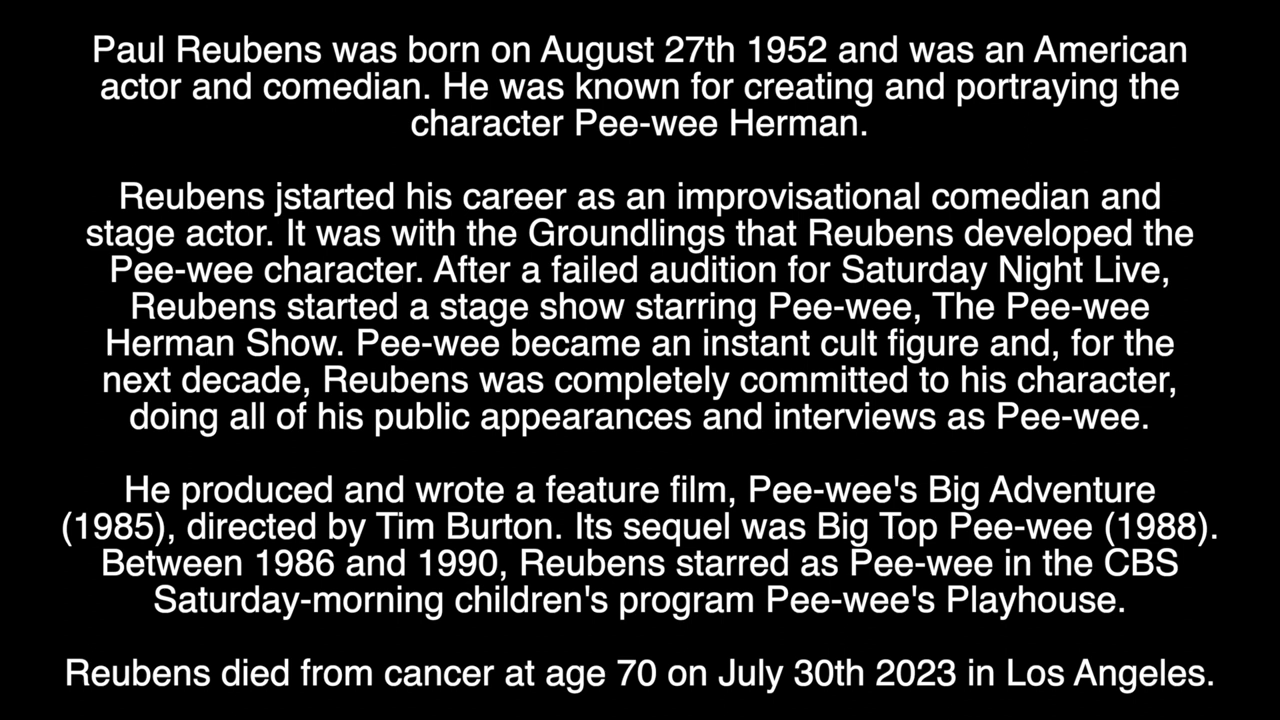 Paul Reubens was born on August 27th 1952 and was an American
actor and comedian. He was known for creating and portraying the
character Pee-wee Herman.
Reubens jstarted his career as an improvisational comedian and
stage actor. It was with the Groundlings that Reubens developed the
Pee-wee character. After a failed audition for Saturday Night Live,
Reubens started a stage show starring Pee-wee, The Pee-wee
Herman Show. Pee-wee became an instant cult figure and, for the
next decade, Reubens was completely committed to his character,
doing all of his public appearances and interviews as Pee-wee.
He produced and wrote a feature film, Pee-wee's Big Adventure
(1985), directed by Tim Burton. Its sequel was Big Top Pee-wee (1988).
Between 1986 and 1990, Reubens starred as Pee-wee in the CBS
Saturday-morning children's program Pee-wee's Playhouse.
Reubens died from cancer at age 70 on July 30th 2023 in Los Angeles.